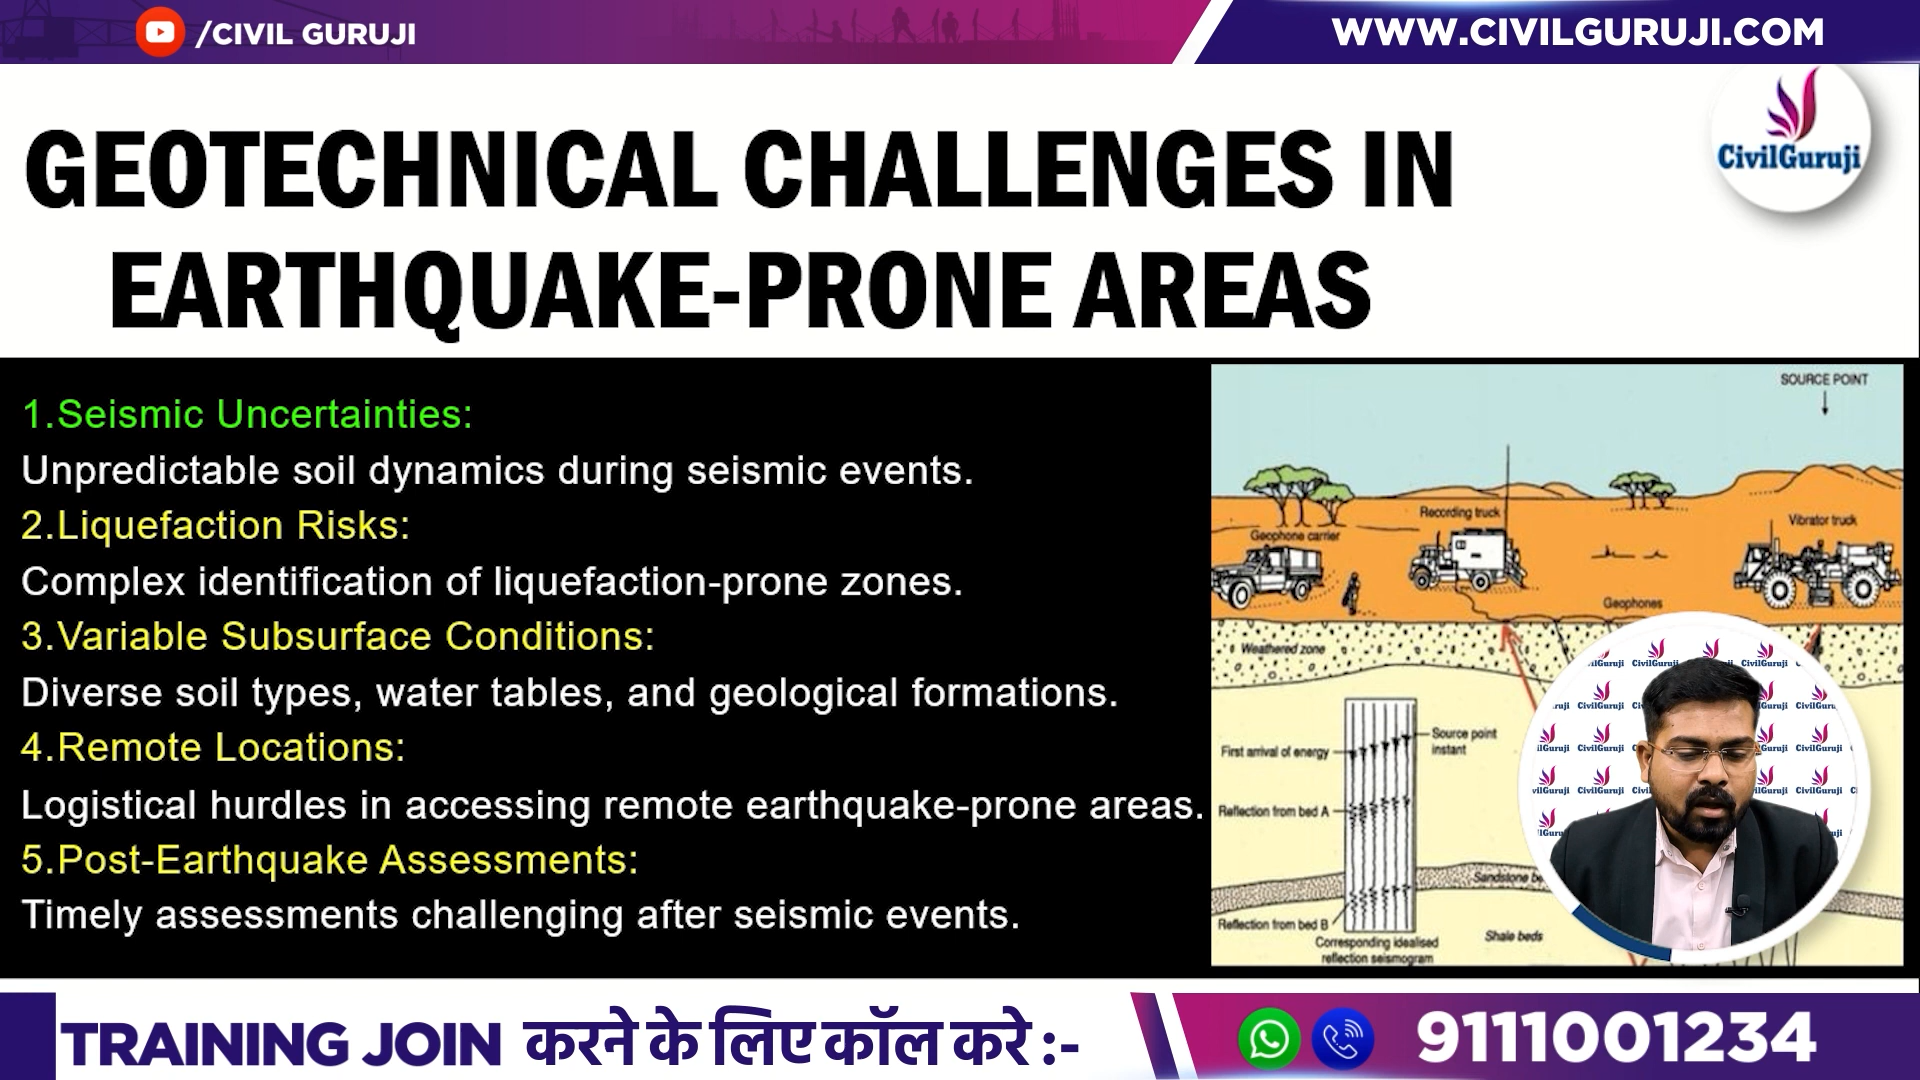 /CIVIL GURUJI
WWW.CIVILGURUJI.COM
CivilGuruji
GEOTECHNICAL CHALLENGES IN
EARTHQUAKE-PRONE AREAS
1.Seismic Uncertainties:
Unpredictable soil dynamics during seismic events.
2.Liquefaction Risks:
Complex identification of liquefaction-prone zones.
3.Variable Subsurface Conditions:
Diverse soil types, water tables, and geological formations.
4.Remote Locations:
Logistical hurdles in accessing remote earthquake-prone areas.
5.Post-Earthquake Assessments:
Timely assessments challenging after seismic events.
SOURCE POINT
Recording truck
Vibrator truck
Geophone carrier
Geophones
Weathered zone
Source point
instant
First arrival of energy
Reflection from bed A
Sandstone
Reflection from bed B
Shale beds
Corresponding idealised
reflection seismogram
CivilGuruji
TRAINING JOIN करने के लिए कॉल करे :-
9111001234